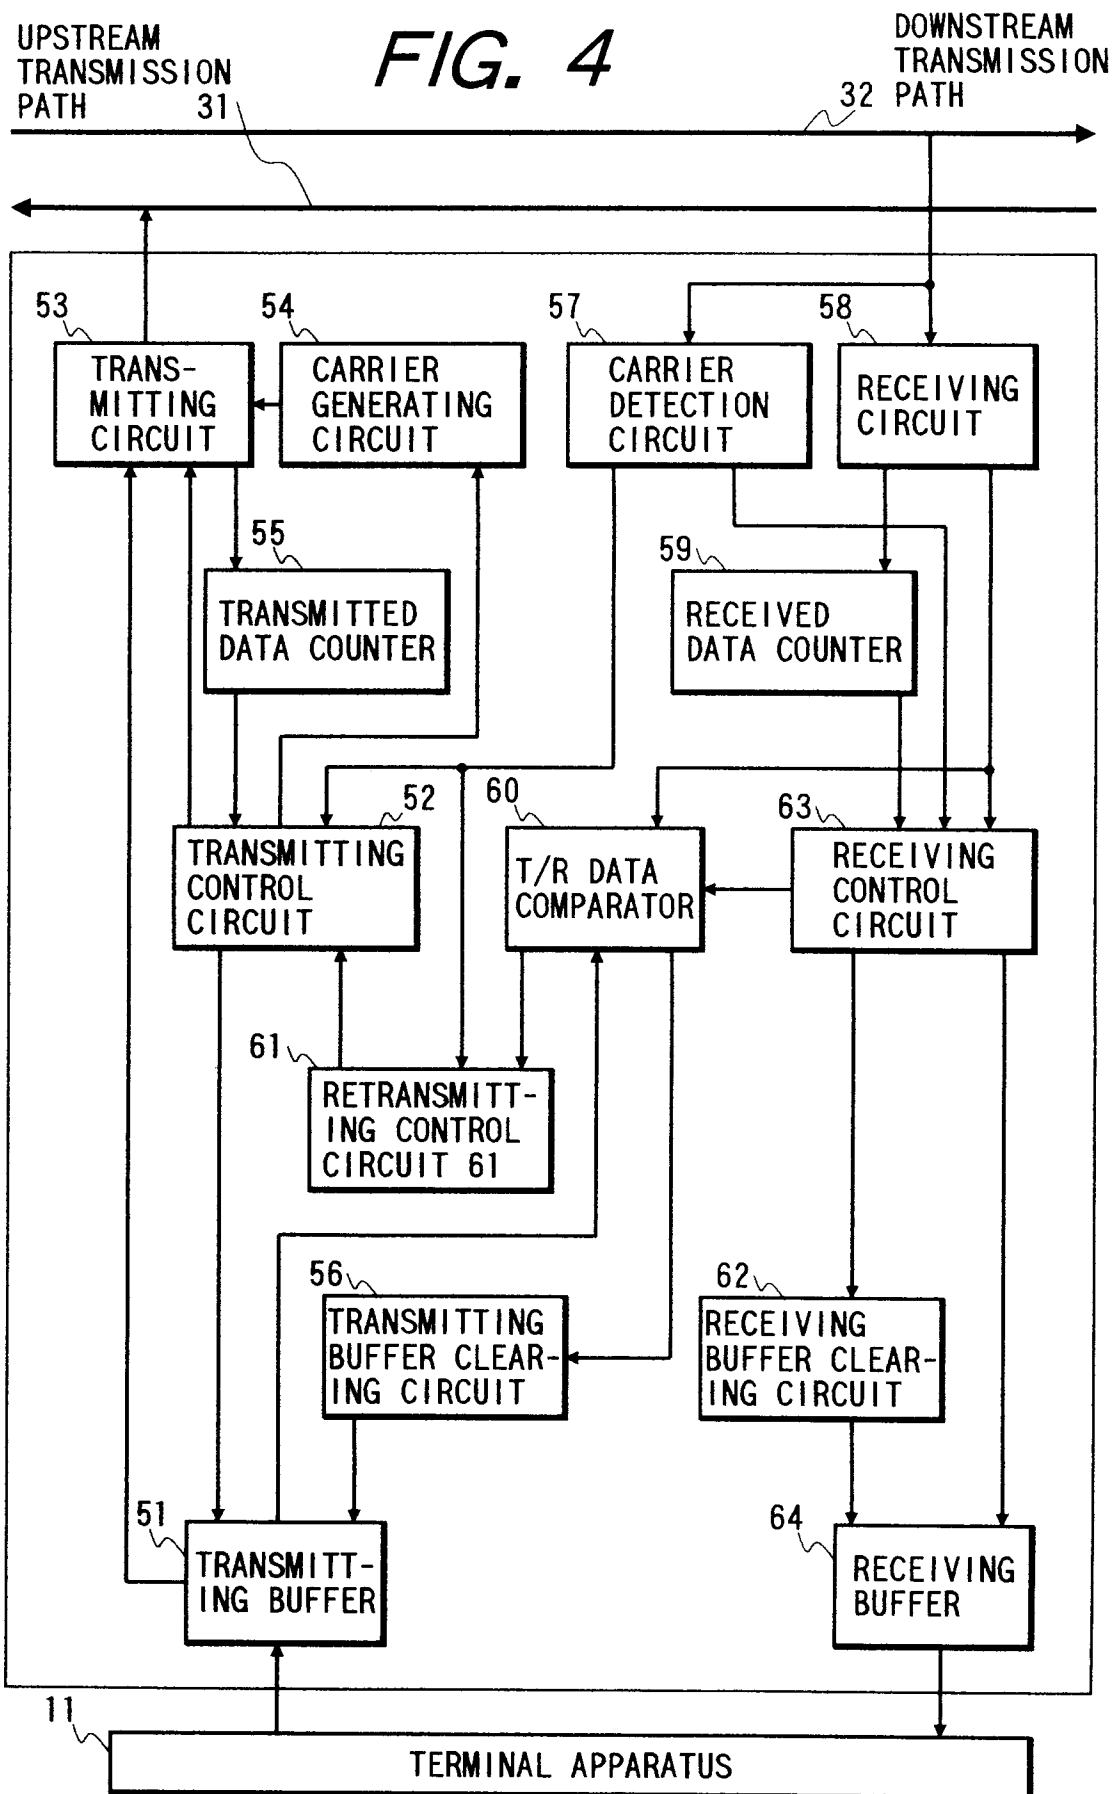 FIG. 4
UPSTREAM
TRANSMISSION
PATH
31
DOWNSTREAM
TRANSMISSION
PATH
32
53
TRANS-
MITTING
CIRCUIT
54
CARRIER
GENERATING
CIRCUIT
57
CARRIER
DETECTION
CIRCUIT
58
RECEIVING
CIRCUIT
55
TRANSMITTED
DATA COUNTER
59
RECEIVED
DATA COUNTER
52
TRANSMITTING
CONTROL
CIRCUIT
60
T/R DATA
COMPARATOR
63
RECEIVING
CONTROL
CIRCUIT
61
RETRANSMITT-
ING CONTROL
CIRCUIT 61
56
TRANSMITTING
BUFFER CLEAR-
ING CIRCUIT
62
RECEIVING
BUFFER CLEAR-
ING CIRCUIT
51
TRANSMITT-
ING BUFFER
64
RECEIVING
BUFFER
11
TERMINAL APPARATUS